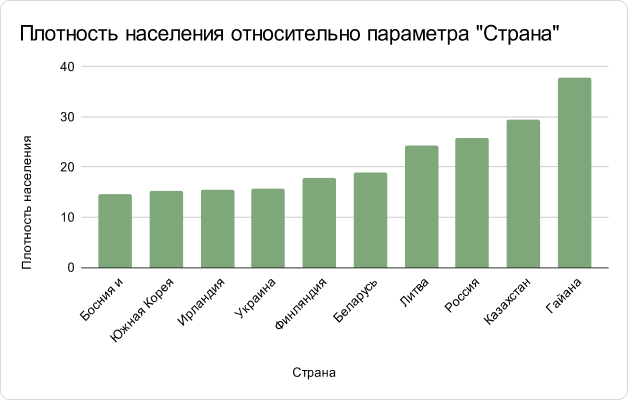 Плотность населения относительно параметра "Страна"
Плотность населения
40
30
20
10
0
Босния и
Южная Корея
Ирландия
Украина
Финляндия
Беларусь
Литва
Россия
Казахстан
Гайана
Страна